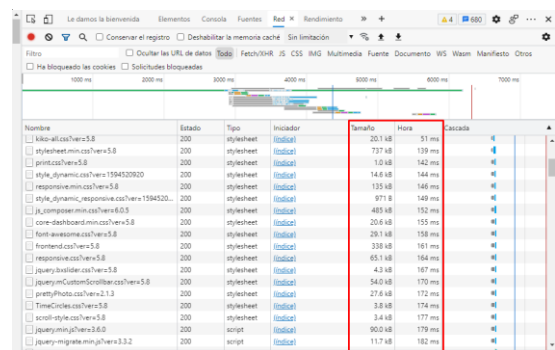 Le damos la bienvenida Elementos Consola Fuentes Red × Rendimiento » + 4 680
Conservar el registro Deshabilitar la memoria caché Sin limitación
Filtro Ocultar las URL de datos Todo Fetch/XHR JS CSS IMG Multimedia Fuente Documento WS Wasm Manifiesto Otros
Ha bloqueado las cookies Solicitudes bloqueadas
1000 ms 2000 ms 3000 ms 4000 ms 5000 ms 6000 ms 7000 ms
Nombre Estado Tipo Iniciador Tamaño Hora Cascada
kiko-all.css?ver=5.8 200 stylesheet (índice) 20.1 kB 51 ms
stylesheet.min.css?ver=5.8 200 stylesheet (índice) 737 kB 139 ms
print.css?ver=5.8 200 stylesheet (índice) 1.0 kB 142 ms
style_dynamic.css?ver=1594520920 200 stylesheet (índice) 14.6 kB 144 ms
responsive.min.css?ver=5.8 200 stylesheet (índice) 135 kB 146 ms
style_dynamic_responsive.css?ver=1594520... 200 stylesheet (índice) 971 B 149 ms
js_composer.min.css?ver=6.0.5 200 stylesheet (índice) 485 kB 152 ms
core-dashboard.min.css?ver=5.8 200 stylesheet (índice) 20.6 kB 155 ms
font-awesome.css?ver=5.8 200 stylesheet (índice) 29.1 kB 158 ms
frontend.css?ver=5.8 200 stylesheet (índice) 338 kB 161 ms
responsive.css?ver=5.8 200 stylesheet (índice) 65.1 kB 164 ms
jquery.bxslider.css?ver=5.8 200 stylesheet (índice) 4.3 kB 167 ms
jquery.mCustomScrollbar.css?ver=5.8 200 stylesheet (índice) 54.0 kB 170 ms
prettyPhoto.css?ver=2.1.3 200 stylesheet (índice) 27.6 kB 172 ms
TimeCircles.css?ver=5.8 200 stylesheet (índice) 3.8 kB 174 ms
scroll-style.css?ver=5.8 200 stylesheet (índice) 3.4 kB 177 ms
jquery.min.js?ver=3.6.0 200 script (índice) 90.0 kB 179 ms
jquery-migrate.min.js?ver=3.3.2 200 script (índice) 11.7 kB 182 ms